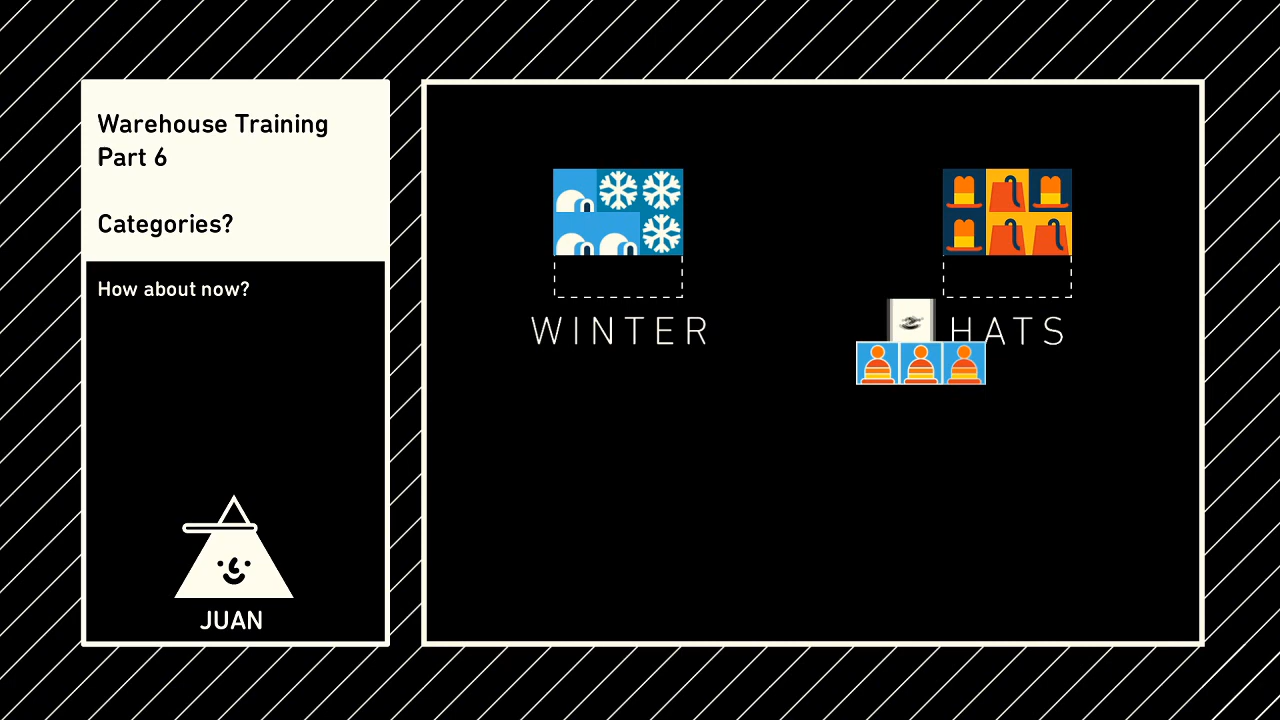 Warehouse Training
Part 6
Categories?
How about now?
JUAN
WINTER
HATS